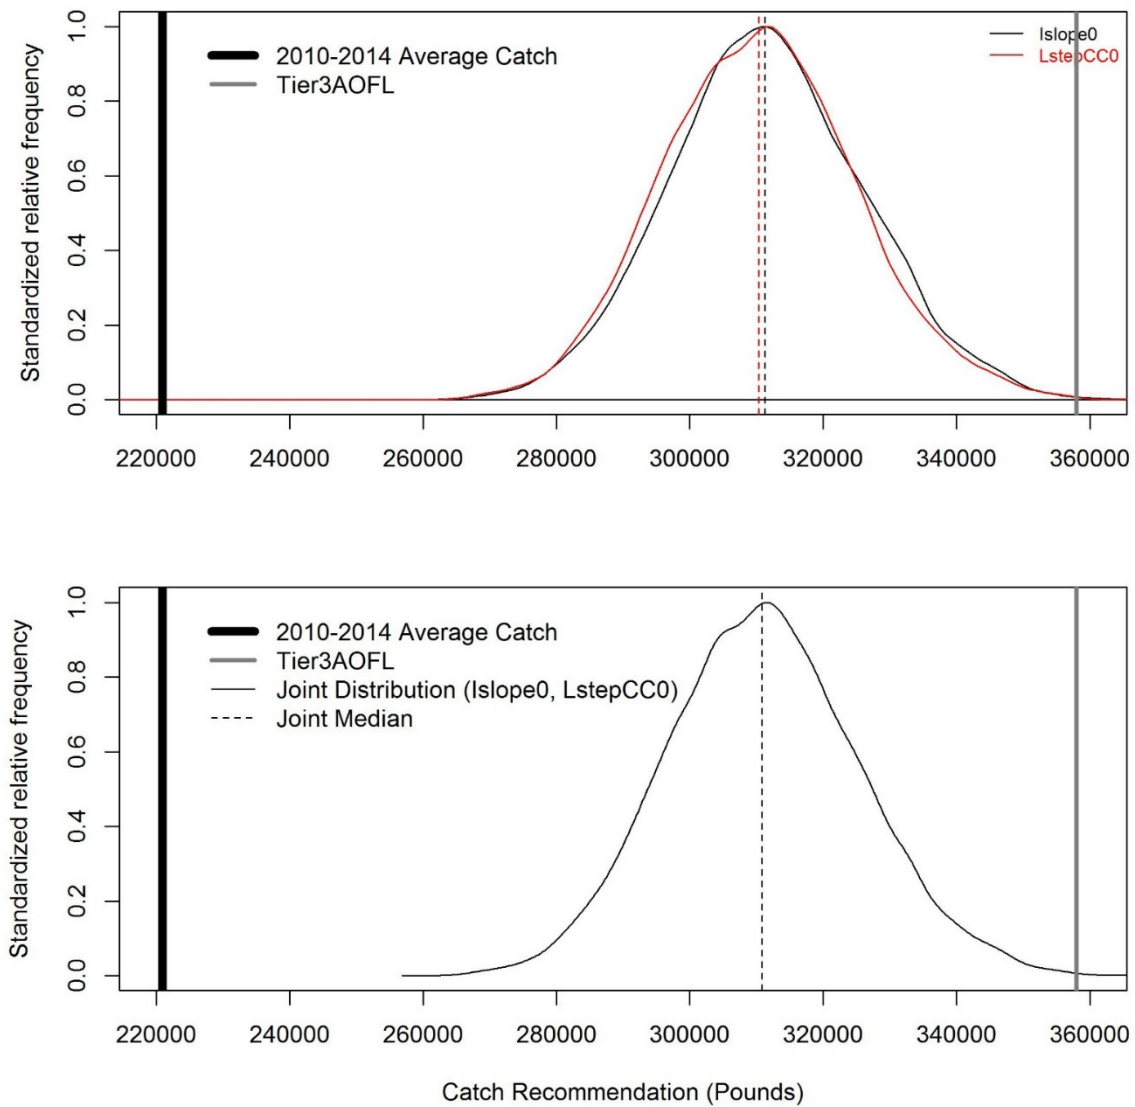 Standardized relative frequency
0.0 0.2 0.4 0.6 0.8 1.0
2010-2014 Average Catch
Tier3AOFL
Islope0
LstepCC0
220000 240000 260000 280000 300000 320000 340000 360000
Standardized relative frequency
0.0 0.2 0.4 0.6 0.8 1.0
2010-2014 Average Catch
Tier3AOFL
Joint Distribution (Islope0, LstepCC0)
Joint Median
220000 240000 260000 280000 300000 320000 340000 360000
Catch Recommendation (Pounds)